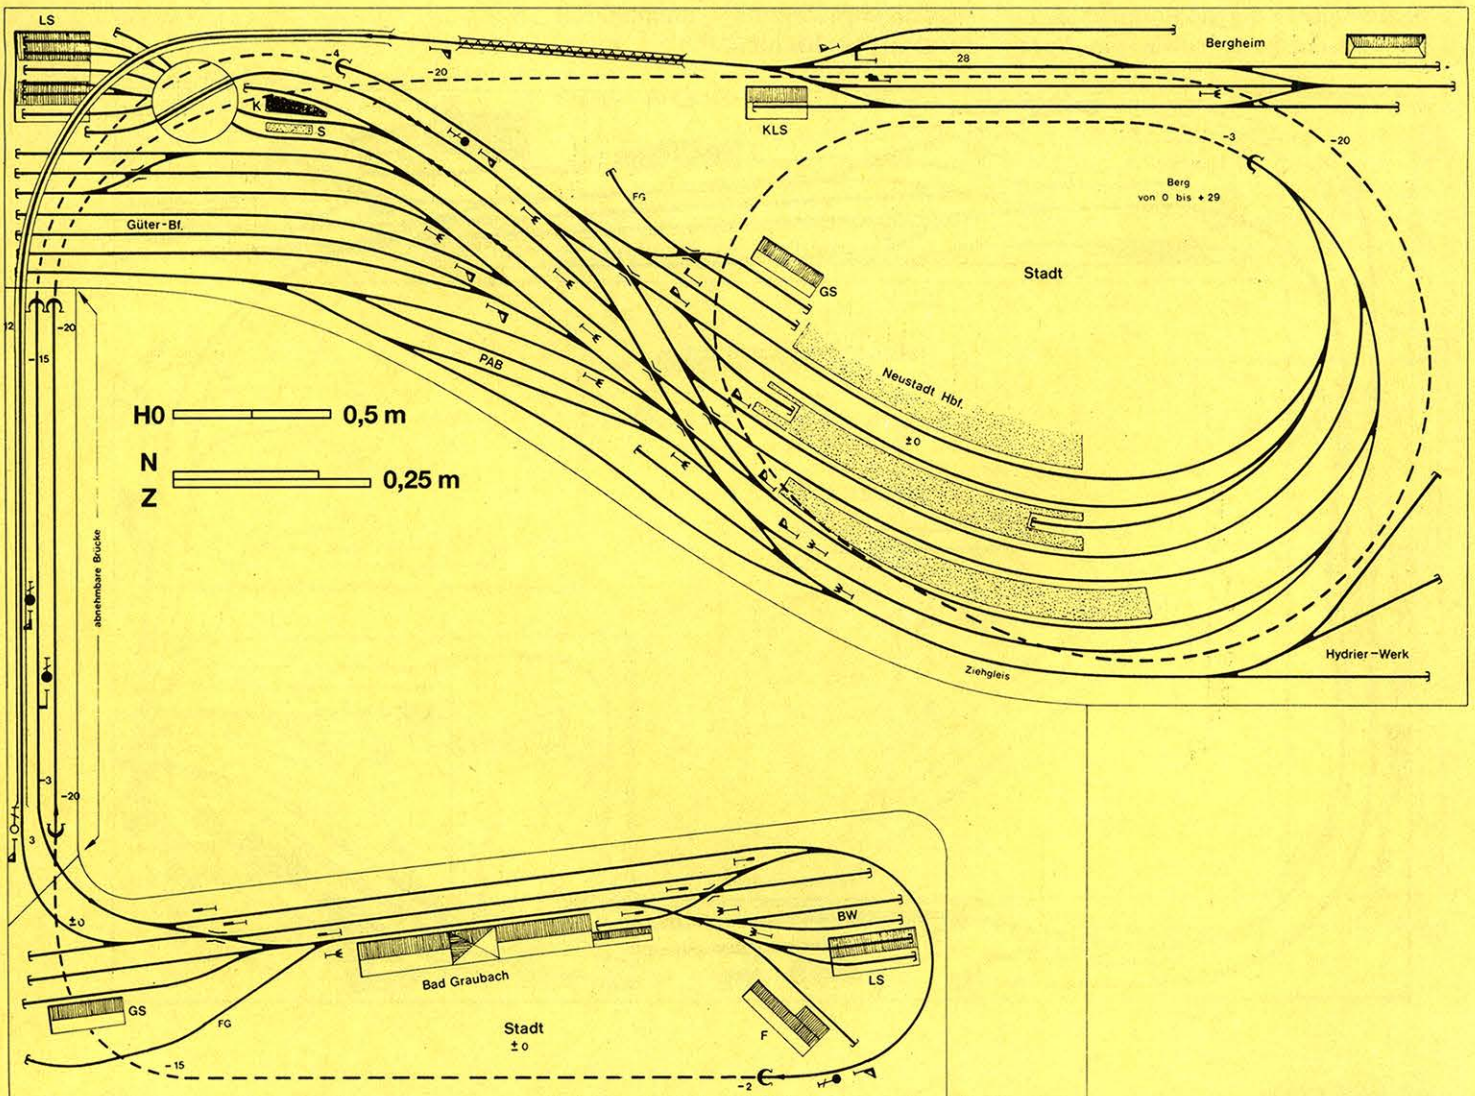 LS
-4
-20
28
Bergheim
K
S
KLS
-3
-20
FG
Berg
von 0 bis +29
Güter-Bf.
Stadt
GS
12
-20
-15
PAB
Neustadt Hbf.
±0
H0
0,5 m
N
Z
0,25 m
abnehmbare Brücke
Hydrier-Werk
Ziehgleis
-3
-20
3
±0
BW
LS
Bad Graubach
GS
FG
Stadt
±0
F
-15
-2